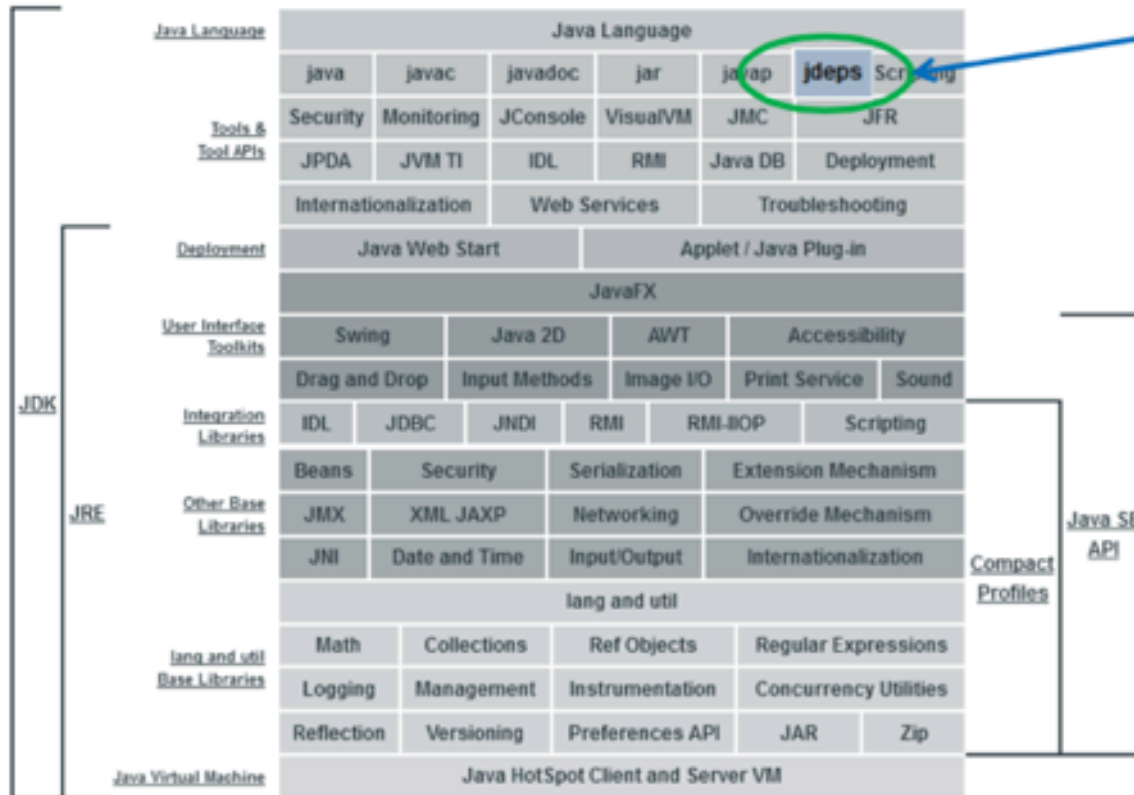 Java Language Java Language
java javac javadoc jar javap jdeps Scripting
Tools & Tool APIs
Security Monitoring JConsole VisualVM JMC JFR
JPDA JVM TI IDL RMI Java DB Deployment
Internationalization Web Services Troubleshooting
Deployment Java Web Start Applet / Java Plug-in
JavaFX
User Interface Toolkits
Swing Java 2D AWT Accessibility
Drag and Drop Input Methods Image I/O Print Service Sound
JDK
Integration Libraries
IDL JDBC JNDI RMI RMI-IIOP Scripting
Beans Security Serialization Extension Mechanism
JRE
Other Base Libraries
JMX XML JAXP Networking Override Mechanism
JNI Date and Time Input/Output Internationalization
Java SE
API
Compact
Profiles
lang and util
lang and util
Base Libraries
Math Collections Ref Objects Regular Expressions
Logging Management Instrumentation Concurrency Utilities
Reflection Versioning Preferences API JAR Zip
Java Virtual Machine Java HotSpot Client and Server VM